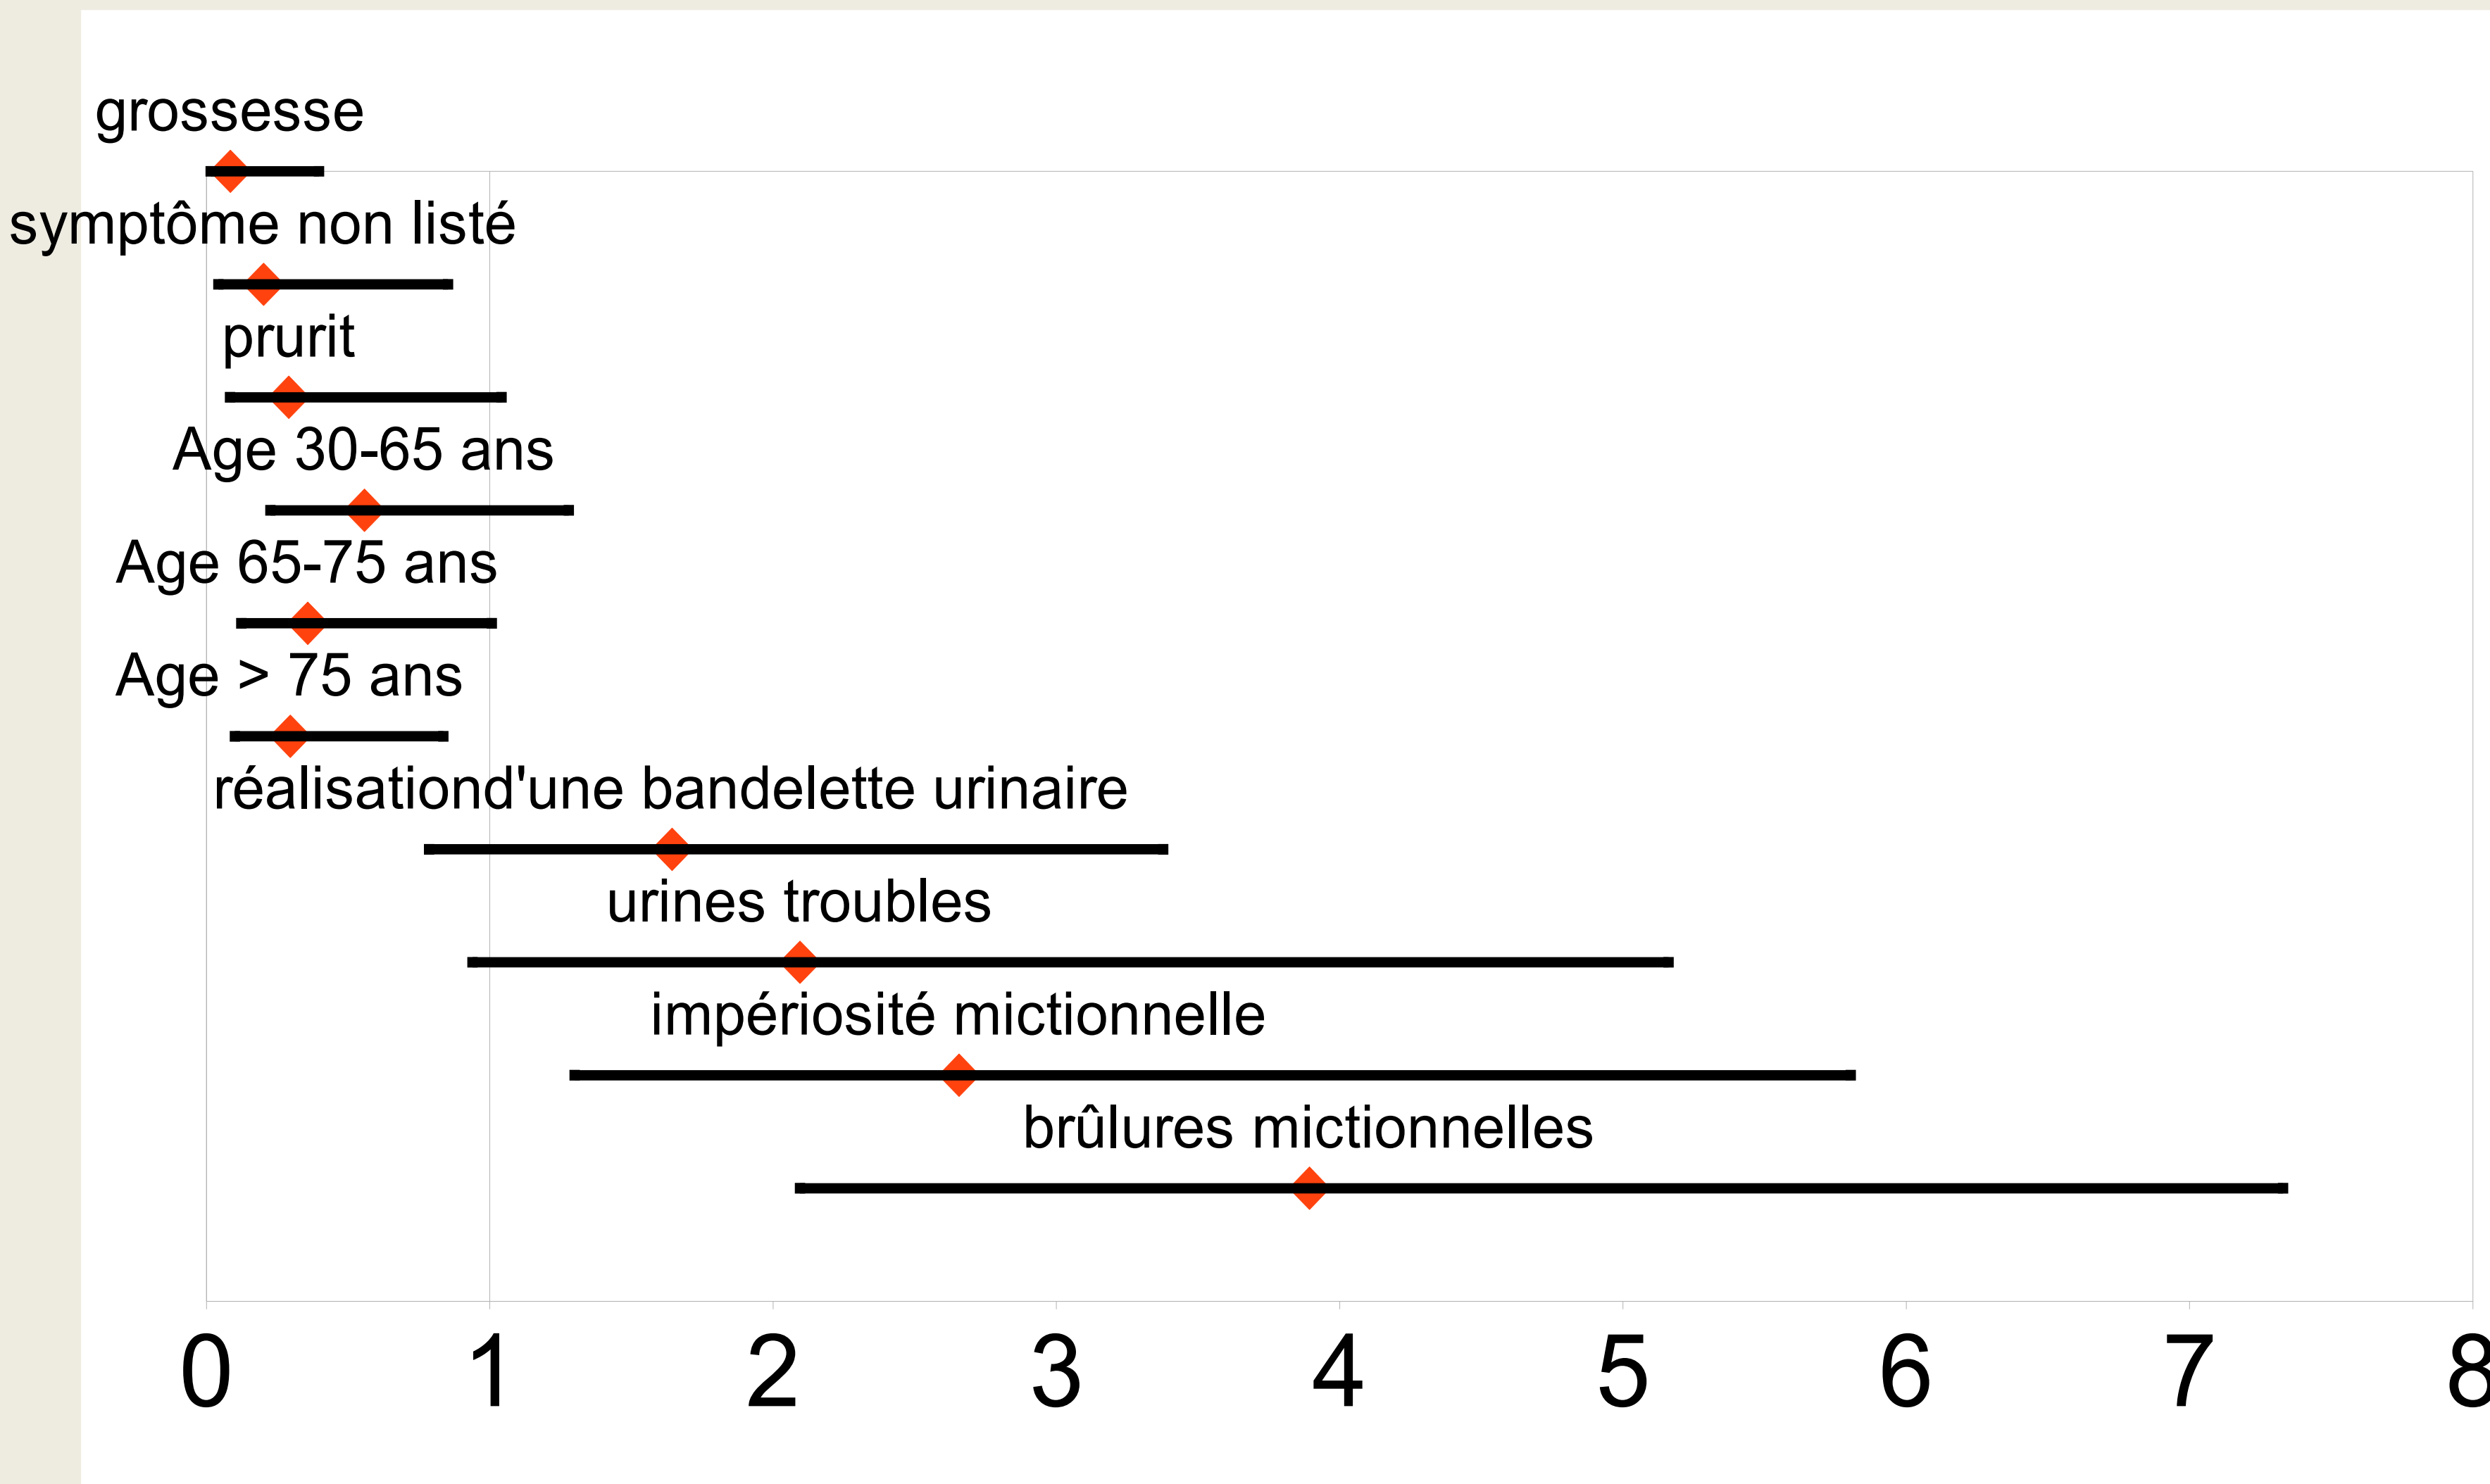 grossesse
symptôme non listé
prurit
Age 30-65 ans
Age 65-75 ans
Age > 75 ans
réalisationd'une bandelette urinaire
urines troubles
impériosité mictionnelle
brûlures mictionnelles
0 1 2 3 4 5 6 7 8